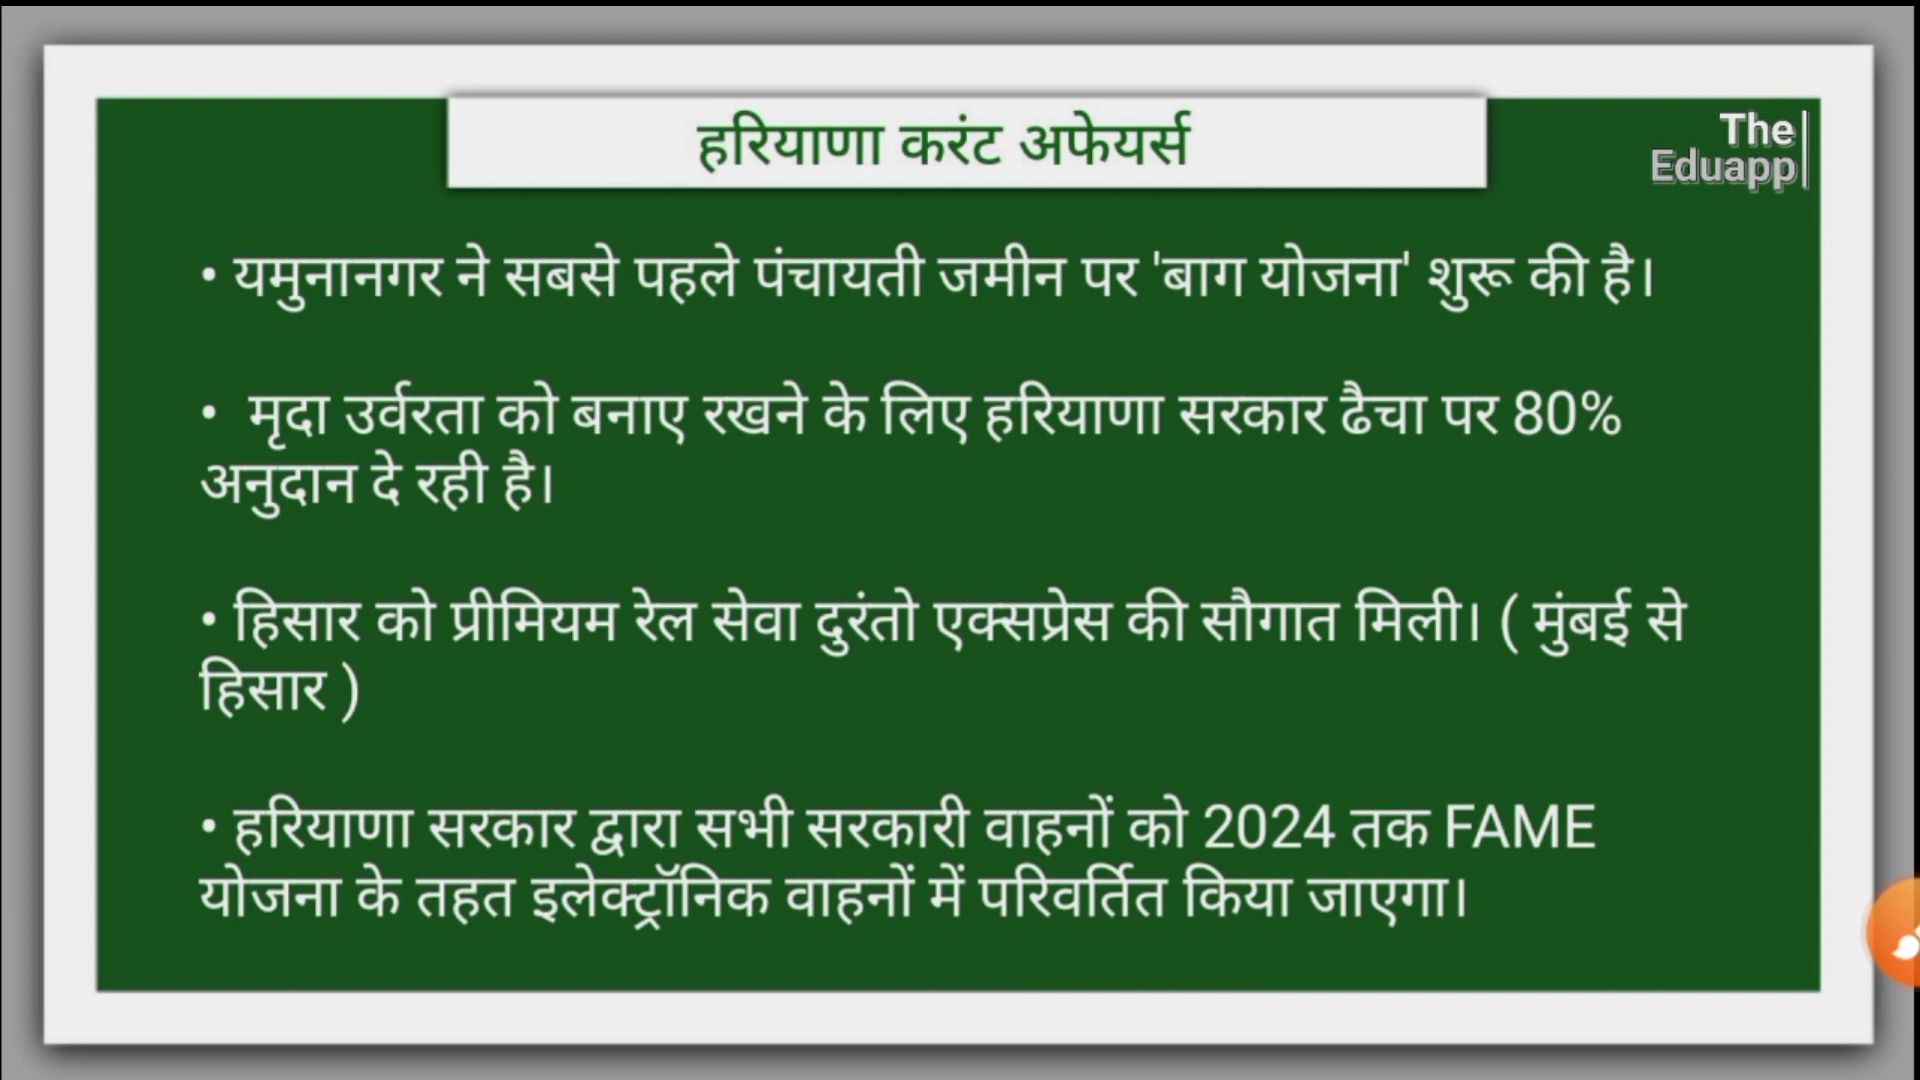 हरियाणा करंट अफेयर्स
The
Eduapp
• यमुनानगर ने सबसे पहले पंचायती जमीन पर 'बाग योजना' शुरू की है।
• मृदा उर्वरता को बनाए रखने के लिए हरियाणा सरकार ढैचा पर 80%
अनुदान दे रही है।
• हिसार को प्रीमियम रेल सेवा दुरंतो एक्सप्रेस की सौगात मिली। ( मुंबई से
हिसार )
• हरियाणा सरकार द्वारा सभी सरकारी वाहनों को 2024 तक FAME
योजना के तहत इलेक्ट्रॉनिक वाहनों में परिवर्तित किया जाएगा।